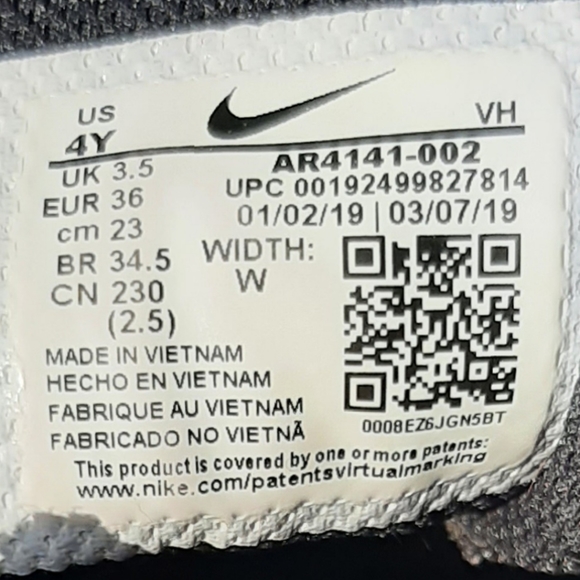 US
4Y
VH
UK 3.5
AR4141-002
EUR 36
UPC 00192499827814
cm 23
01/02/19 | 03/07/19
BR 34.5
WIDTH:
W
CN 230
(2.5)
MADE IN VIETNAM
HECHO EN VIETNAM
FABRIQUE AU VIETNAM
FABRICADO NO VIETNÃ
0008EZ6JGN5BT
This product is covered by one or more patents:
www.nike.com/patentsvirtualmarking